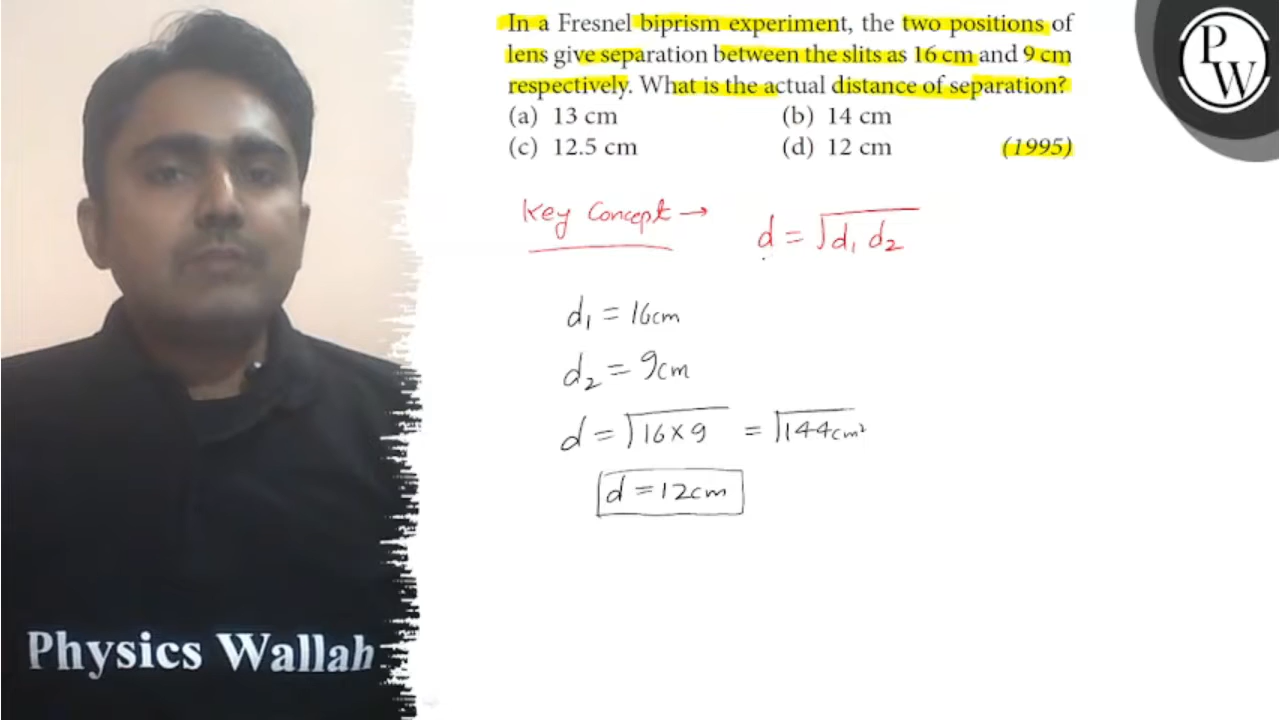 In a Fresnel biprism experiment, the two positions of
lens give separation between the slits as 16 cm and 9 cm
respectively. What is the actual distance of separation?
(a) 13 cm (b) 14 cm
(c) 12.5 cm (d) 12 cm (1995)
PW
Key Concept → d = √d₁ d₂
d₁ = 16cm
d₂ = 9cm
d = √16×9 = √144cm²
d = 12cm
Physics Wallah